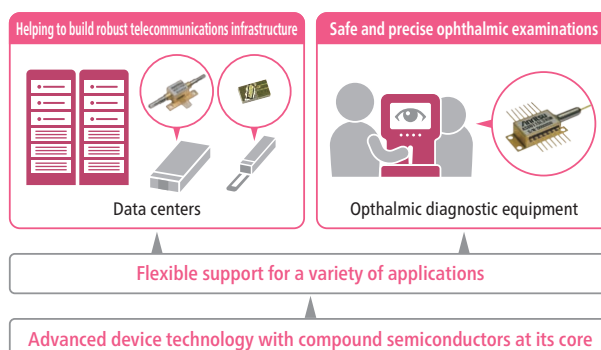 Helping to build robust telecommunications infrastructure
Safe and precise ophthalmic examinations
Data centers
Opthalmic diagnostic equipment
Flexible support for a variety of applications
Advanced device technology with compound semiconductors at its core